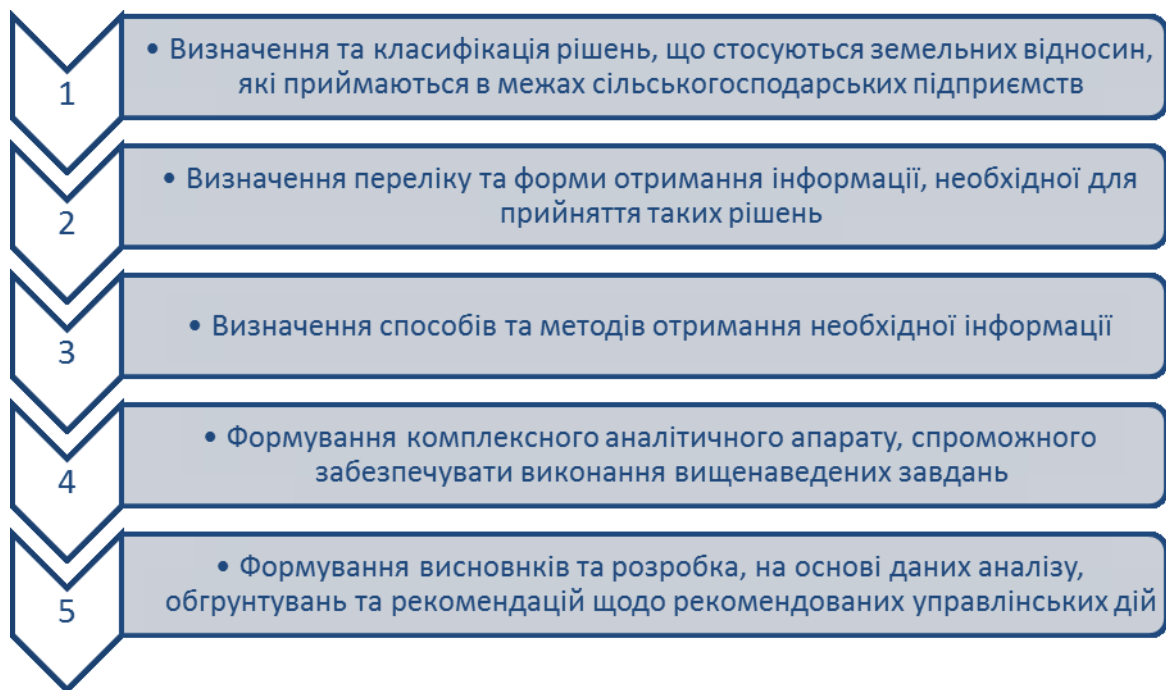 1
• Визначення та класифікація рішень, що стосуються земельних відносин,
які приймаються в межах сільськогосподарських підприємств
2
• Визначення переліку та форми отримання інформації, необхідної для
прийняття таких рішень
3
• Визначення способів та методів отримання необхідної інформації
4
• Формування комплексного аналітичного апарату, спроможного
забезпечувати виконання вищенаведених завдань
5
• Формування висновнків та розробка, на основі даних аналізу,
обгрунтувань та рекомендацій щодо рекомендованих управлінських дій